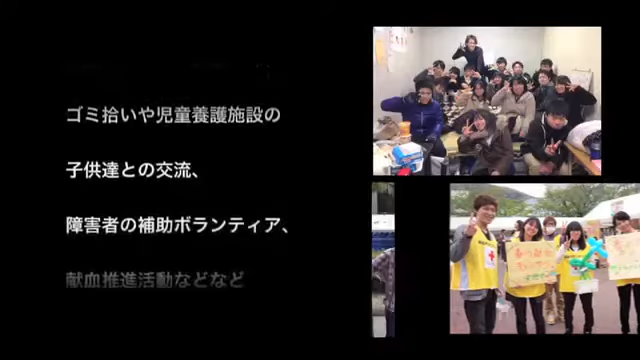 ゴミ拾いや児童養護施設の
子供達との交流、
障害者の補助ボランティア、
献血推進活動などなど